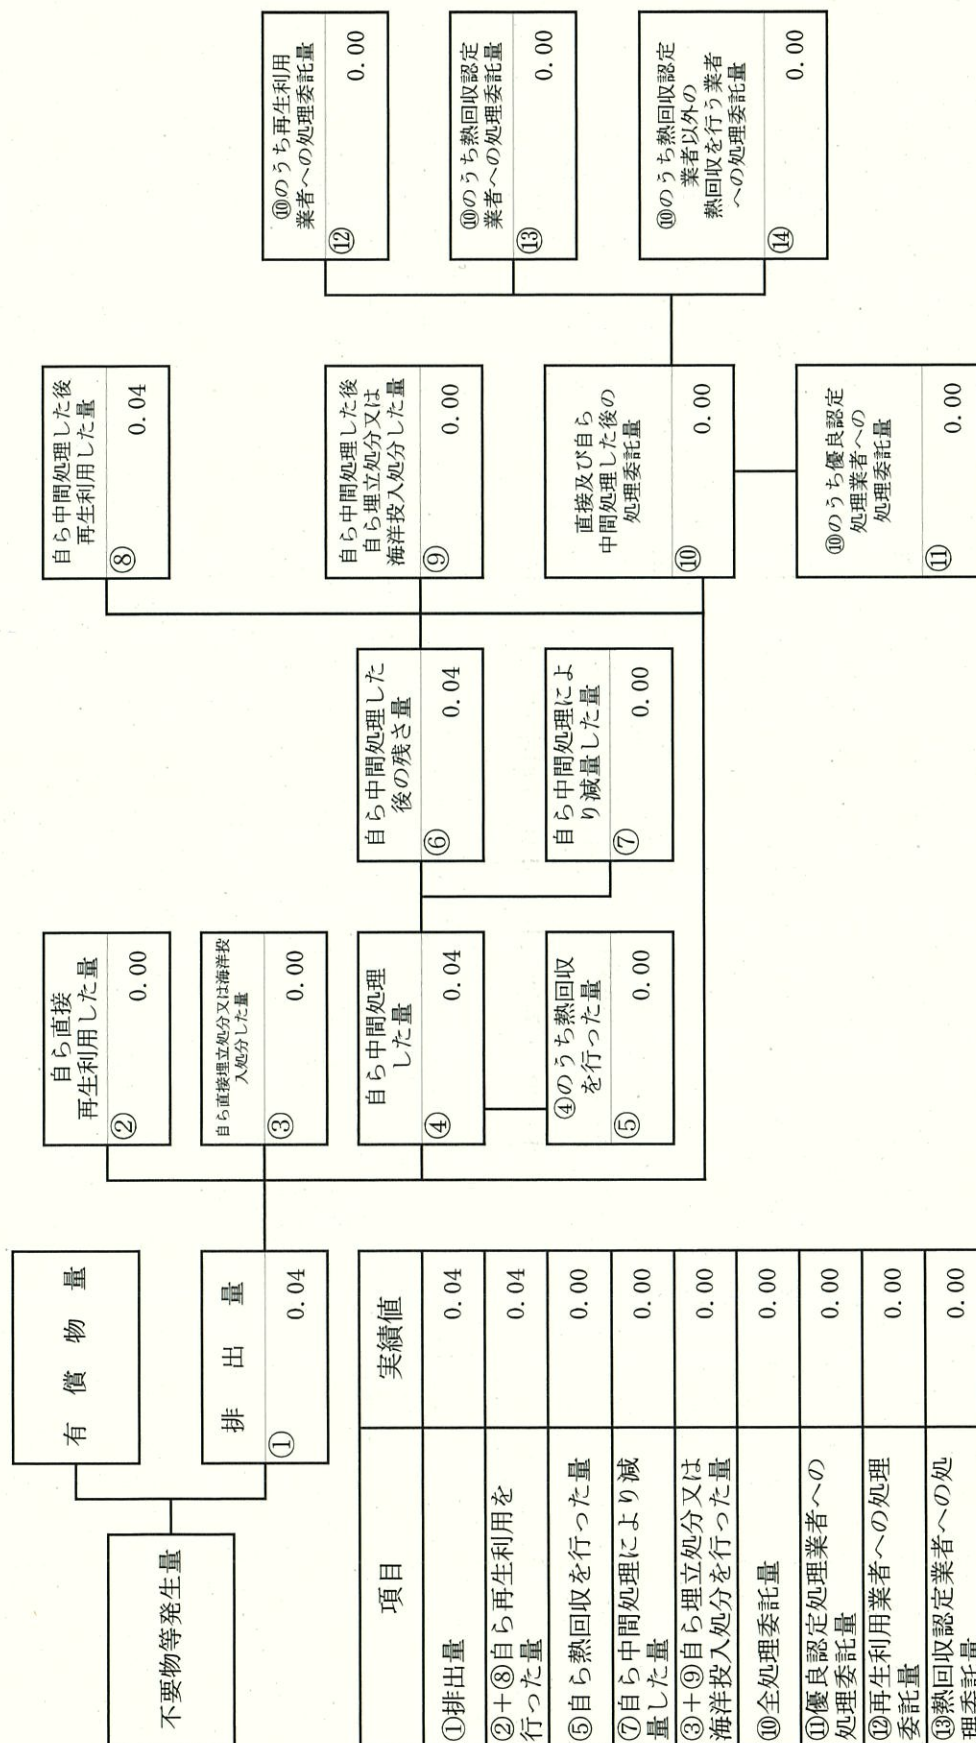 不要物等発生量
有償物量
排出量
① 0.04
自ら直接
再生利用した量
② 0.00
自ら直接埋立処分又は海洋投
入処分した量
③ 0.00
自ら中間処理
した量
④ 0.04
④のうち熱回収
を行った量
⑤ 0.00
自ら中間処理した
後の残さ量
⑥ 0.04
自ら中間処理によ
り減量した量
⑦ 0.00
自ら中間処理した後
再生利用した量
⑧ 0.04
自ら中間処理した後
自ら埋立処分又は
海洋投入処分した量
⑨ 0.00
直接及び自ら
中間処理した後の
処理委託量
⑩ 0.00
⑩のうち優良認定
処理業者への
処理委託量
⑪ 0.00
⑩のうち再生利用
業者への処理委託量
⑫ 0.00
⑩のうち熱回収認定
業者への処理委託量
⑬ 0.00
⑩のうち熱回収認定
業者以外の
熱回収を行う業者
への処理委託量
⑭ 0.00
項目 実績値
①排出量 0.04
②+⑧自ら再生利用を
行った量 0.04
⑤自ら熱回収を行った量 0.00
⑦自ら中間処理により減
量した量 0.00
③+⑨自ら埋立処分又は
海洋投入処分を行った量 0.00
⑩全処理委託量 0.00
⑪優良認定処理業者への
処理委託量 0.00
⑫再生利用業者への処理
委託量 0.00
⑬熱回収認定業者への処
理委託量 0.00